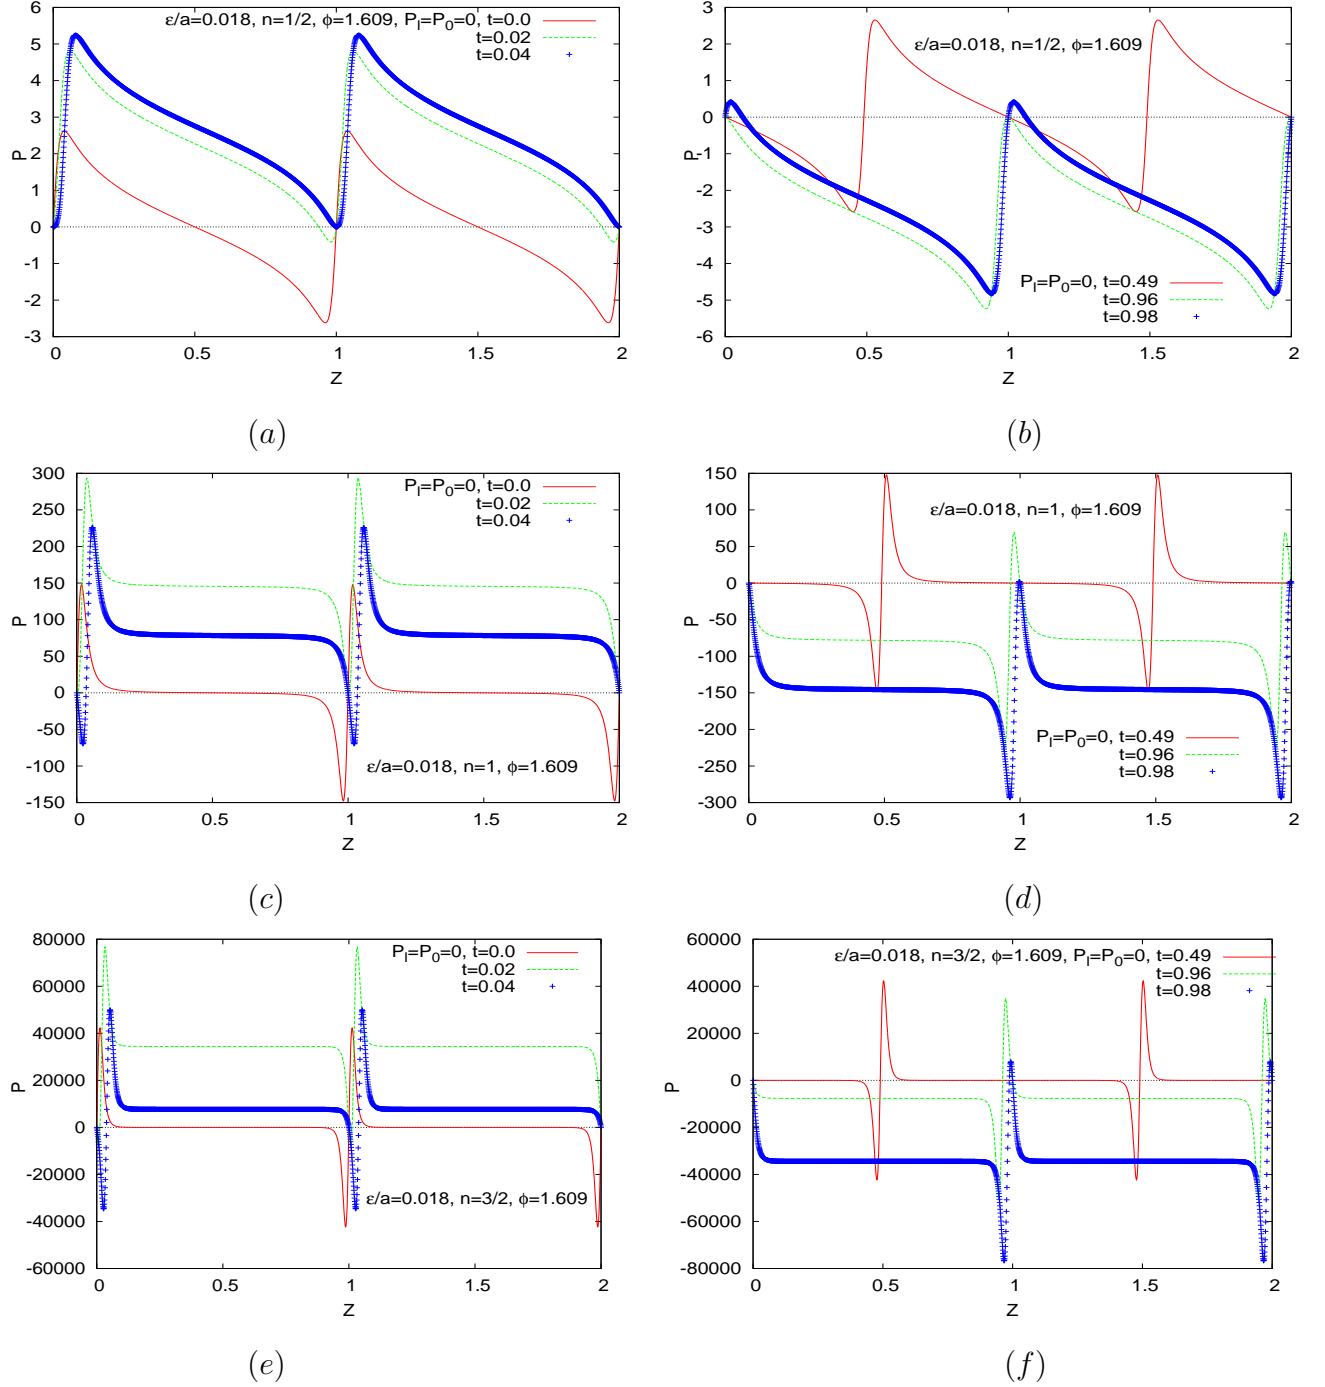 ε/a=0.018, n=1/2, ϕ=1.609, P_l=P_0=0, t=0.0
t=0.02
t=0.04
6
5
4
3
2
1
0
-1
-2
-3
P
0
0.5
1
1.5
2
Z
(a)
ε/a=0.018, n=1/2, ϕ=1.609
3
2
1
0
-1
-2
-3
-4
-5
-6
P
P_l=P_0=0, t=0.49
t=0.96
t=0.98
0
0.5
1
1.5
2
Z
(b)
P_l=P_0=0, t=0.0
t=0.02
t=0.04
300
250
200
150
100
50
0
-50
-100
-150
P
ε/a=0.018, n=1, ϕ=1.609
0
0.5
1
1.5
2
Z
(c)
ε/a=0.018, n=1, ϕ=1.609
150
100
50
0
-50
-100
-150
-200
-250
-300
P
P_l=P_0=0, t=0.49
t=0.96
t=0.98
0
0.5
1
1.5
2
Z
(d)
P_l=P_0=0, t=0.0
t=0.02
t=0.04
80000
60000
40000
20000
0
-20000
-40000
-60000
P
ε/a=0.018, n=3/2, ϕ=1.609
0
0.5
1
1.5
2
Z
(e)
ε/a=0.018, n=3/2, ϕ=1.609, P_l=P_0=0, t=0.49
t=0.96
t=0.98
60000
40000
20000
0
-20000
-40000
-60000
-80000
P
0
0.5
1
1.5
2
Z
(f)